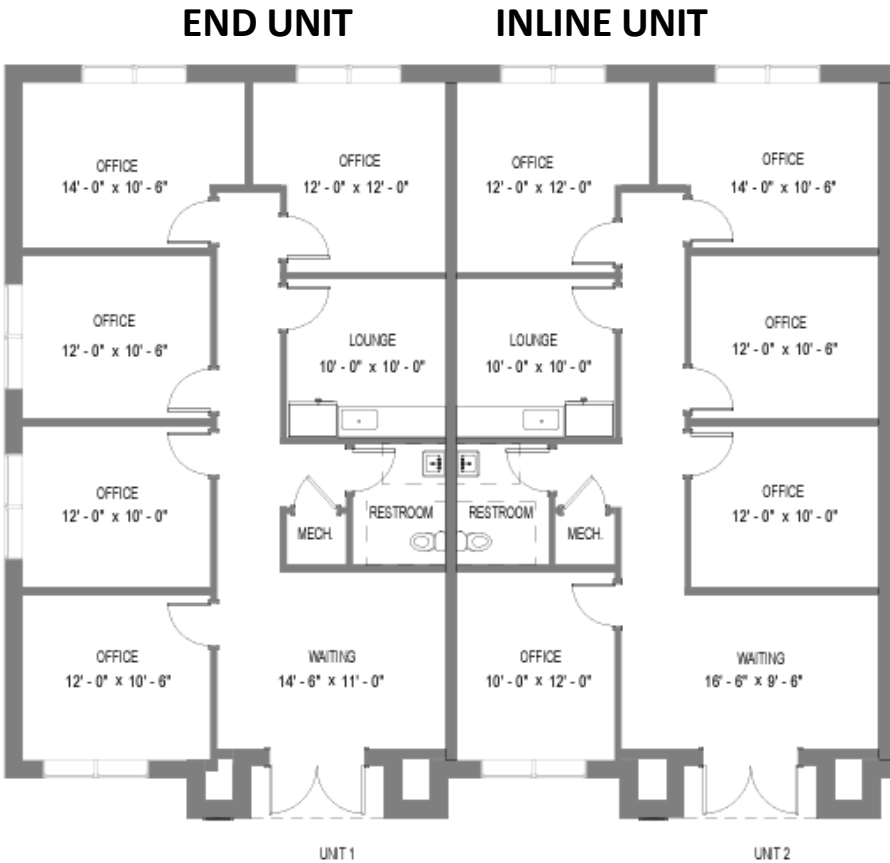 END UNIT
INLINE UNIT
OFFICE
14' - 0" x 10' - 6"
OFFICE
12' - 0" x 12' - 0"
OFFICE
12' - 0" x 12' - 0"
OFFICE
14' - 0" x 10' - 6"
OFFICE
12' - 0" x 10' - 6"
LOUNGE
10' - 0" x 10' - 0"
LOUNGE
10' - 0" x 10' - 0"
OFFICE
12' - 0" x 10' - 6"
OFFICE
12' - 0" x 10' - 0"
MECH.
RESTROOM
RESTROOM
MECH.
OFFICE
12' - 0" x 10' - 0"
OFFICE
12' - 0" x 10' - 6"
WAITING
14' - 6" x 11' - 0"
OFFICE
10' - 0" x 12' - 0"
WAITING
16' - 6" x 9' - 6"
UNIT 1
UNIT 2